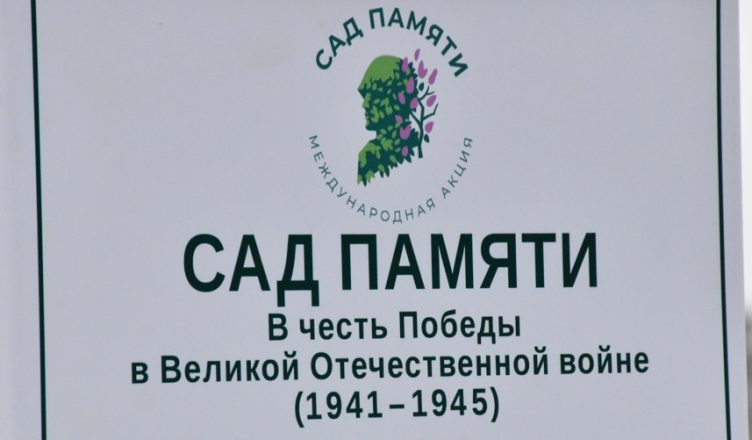 САД ПАМЯТИ
МЕЖДУНАРОДНАЯ АКЦИЯ
САД ПАМЯТИ
В честь Победы
в Великой Отечественной войне
(1941–1945)